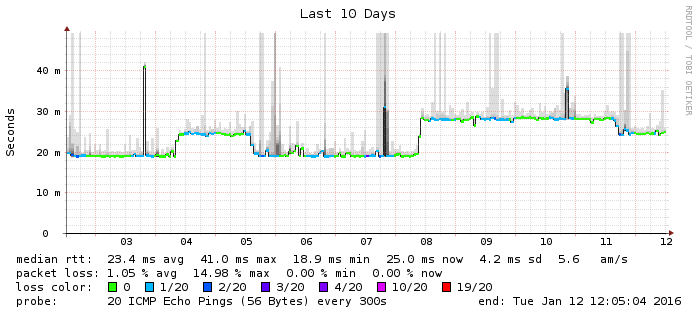 Last 10 Days
RRDTOOL / TOBI OETIKER
Seconds
40 m
30 m
20 m
10 m
0
03 04 05 06 07 08 09 10 11 12
median rtt: 23.4 ms avg 41.0 ms max 18.9 ms min 25.0 ms now 4.2 ms sd 5.6 am/s
packet loss: 1.05 % avg 14.98 % max 0.00 % min 0.00 % now
loss color: 0 1/20 2/20 3/20 4/20 10/20 19/20
probe: 20 ICMP Echo Pings (56 Bytes) every 300s end: Tue Jan 12 12:05:04 2016